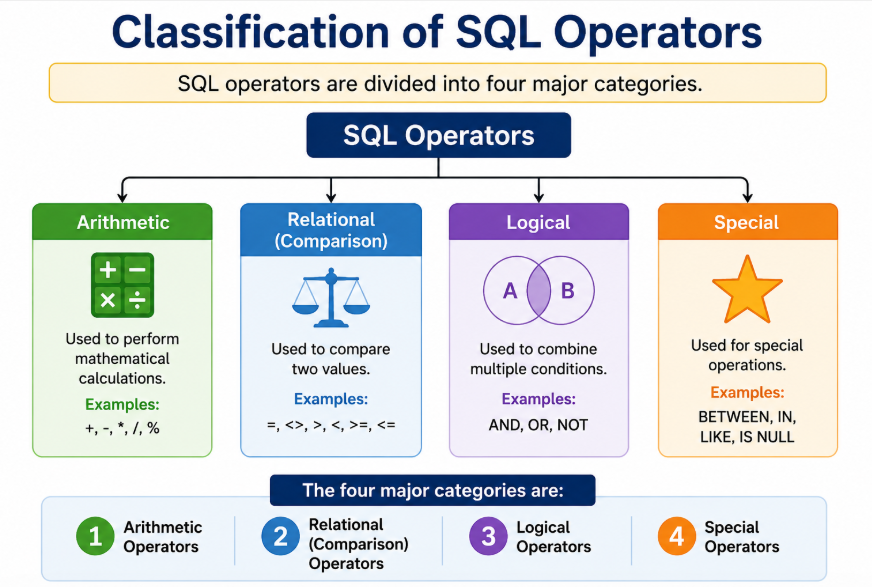 Classification of SQL Operators
SQL operators are divided into four major categories.
SQL Operators
Arithmetic
+ −
× ÷
Used to perform
mathematical
calculations.
Examples:
+, -, *, /, %
Relational
(Comparison)
Used to compare
two values.
Examples:
=, <>, >, <, >=, <=
Logical
A B
Used to combine
multiple conditions.
Examples:
AND, OR, NOT
Special
Used for special
operations.
Examples:
BETWEEN, IN,
LIKE, IS NULL
The four major categories are:
1
Arithmetic
Operators
2
Relational
(Comparison)
Operators
3
Logical
Operators
4
Special
Operators